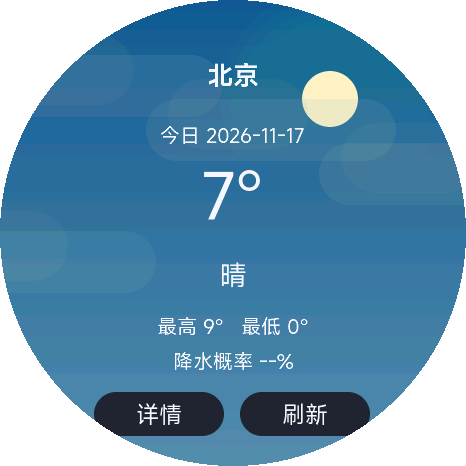 北京
今日 2026-11-17
7°
晴
最高 9° 最低 0°
降水概率 --%
详情 刷新